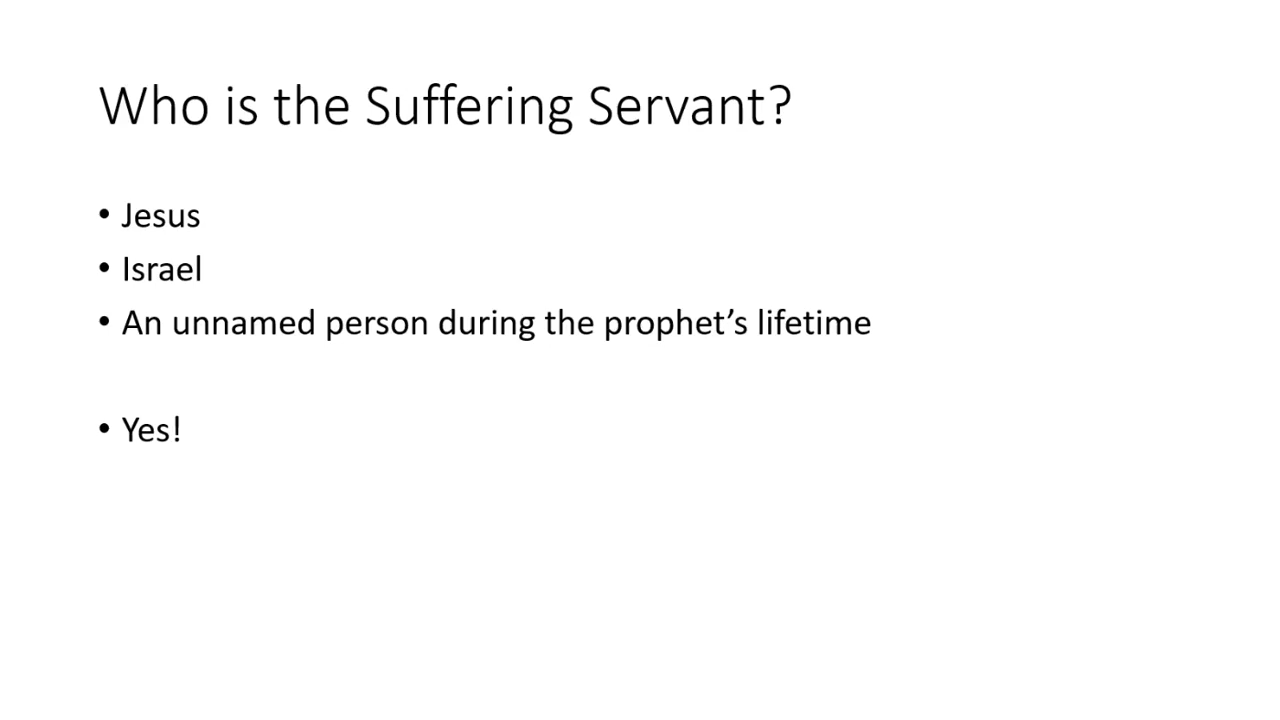 Who is the Suffering Servant?
• Jesus
• Israel
• An unnamed person during the prophet’s lifetime
• Yes!